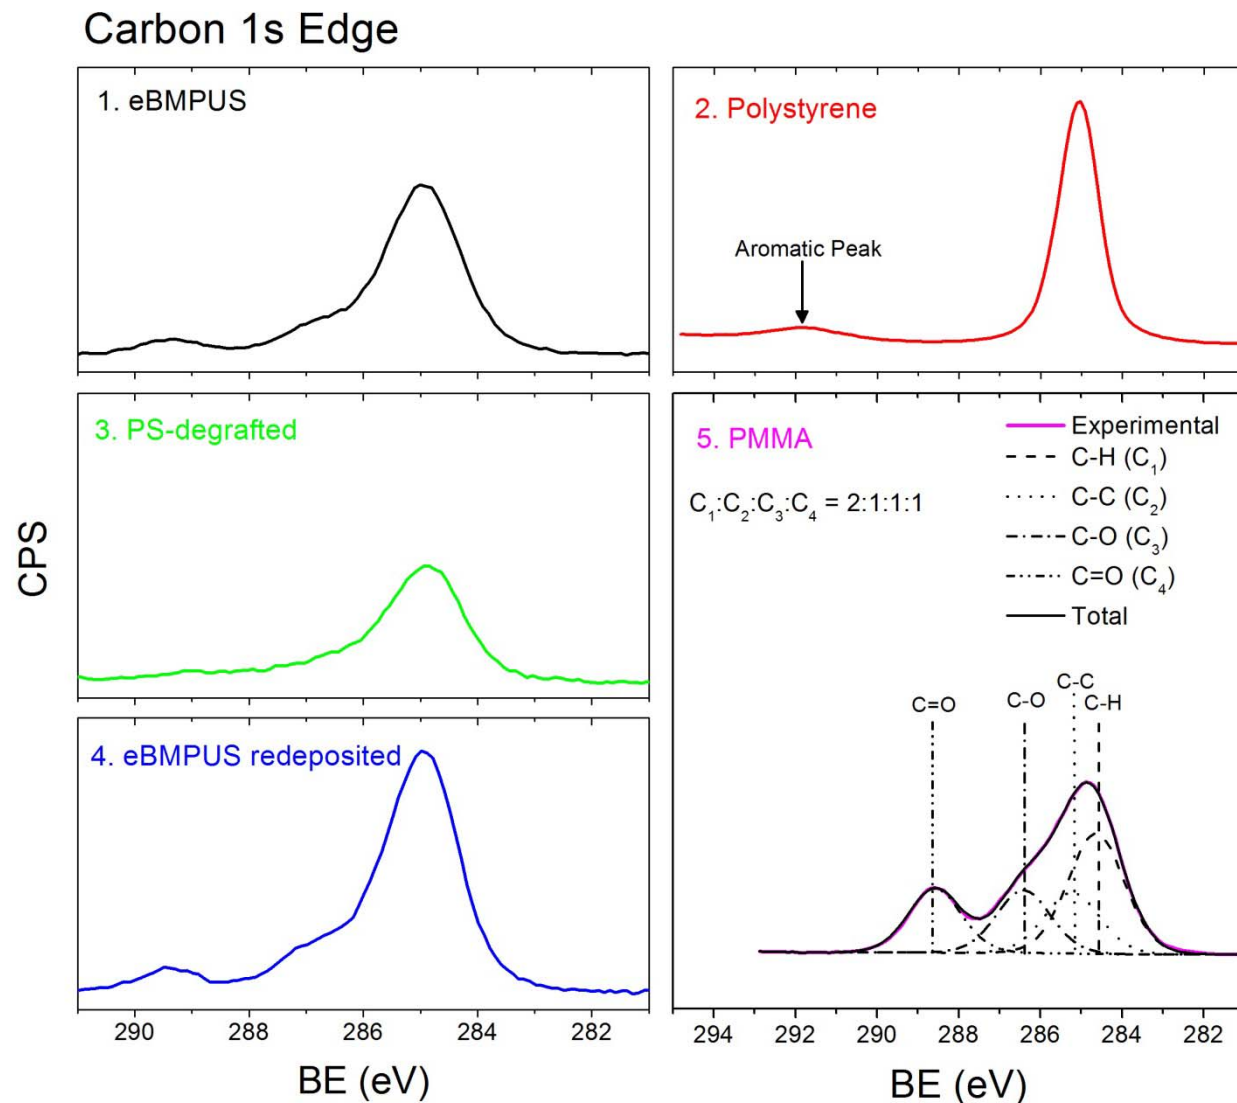 Carbon 1s Edge
1. eBMPUS
2. Polystyrene
Aromatic Peak
3. PS-degrafted
4. eBMPUS redeposited
5. PMMA
C₁:C₂:C₃:C₄ = 2:1:1:1
Experimental
C-H (C₁)
C-C (C₂)
C-O (C₃)
C=O (C₄)
Total
C=O
C-O
C-C
C-H
CPS
290 288 286 284 282
BE (eV)
294 292 290 288 286 284 282
BE (eV)